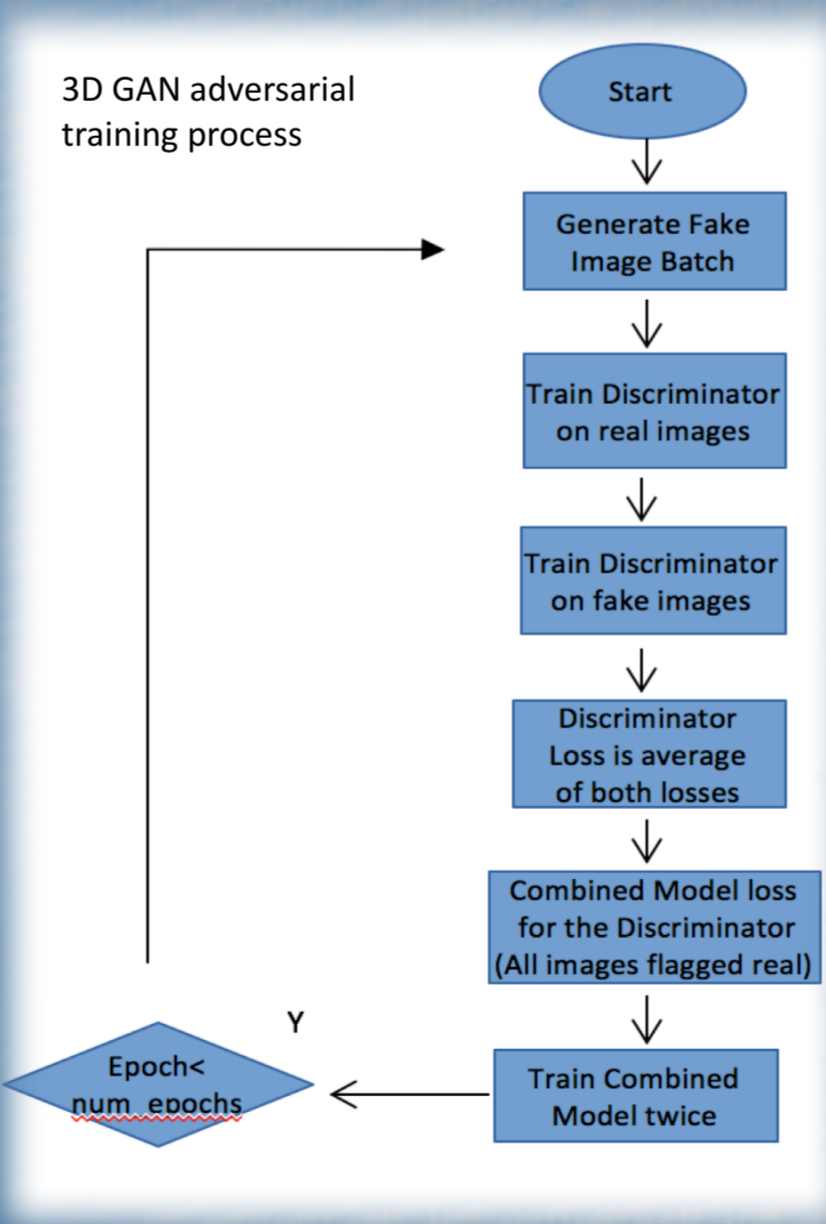 3D GAN adversarial
training process
Start
Generate Fake
Image Batch
Train Discriminator
on real images
Train Discriminator
on fake images
Discriminator
Loss is average
of both losses
Combined Model loss
for the Discriminator
(All images flagged real)
Train Combined
Model twice
Y
Epoch<
num_epochs